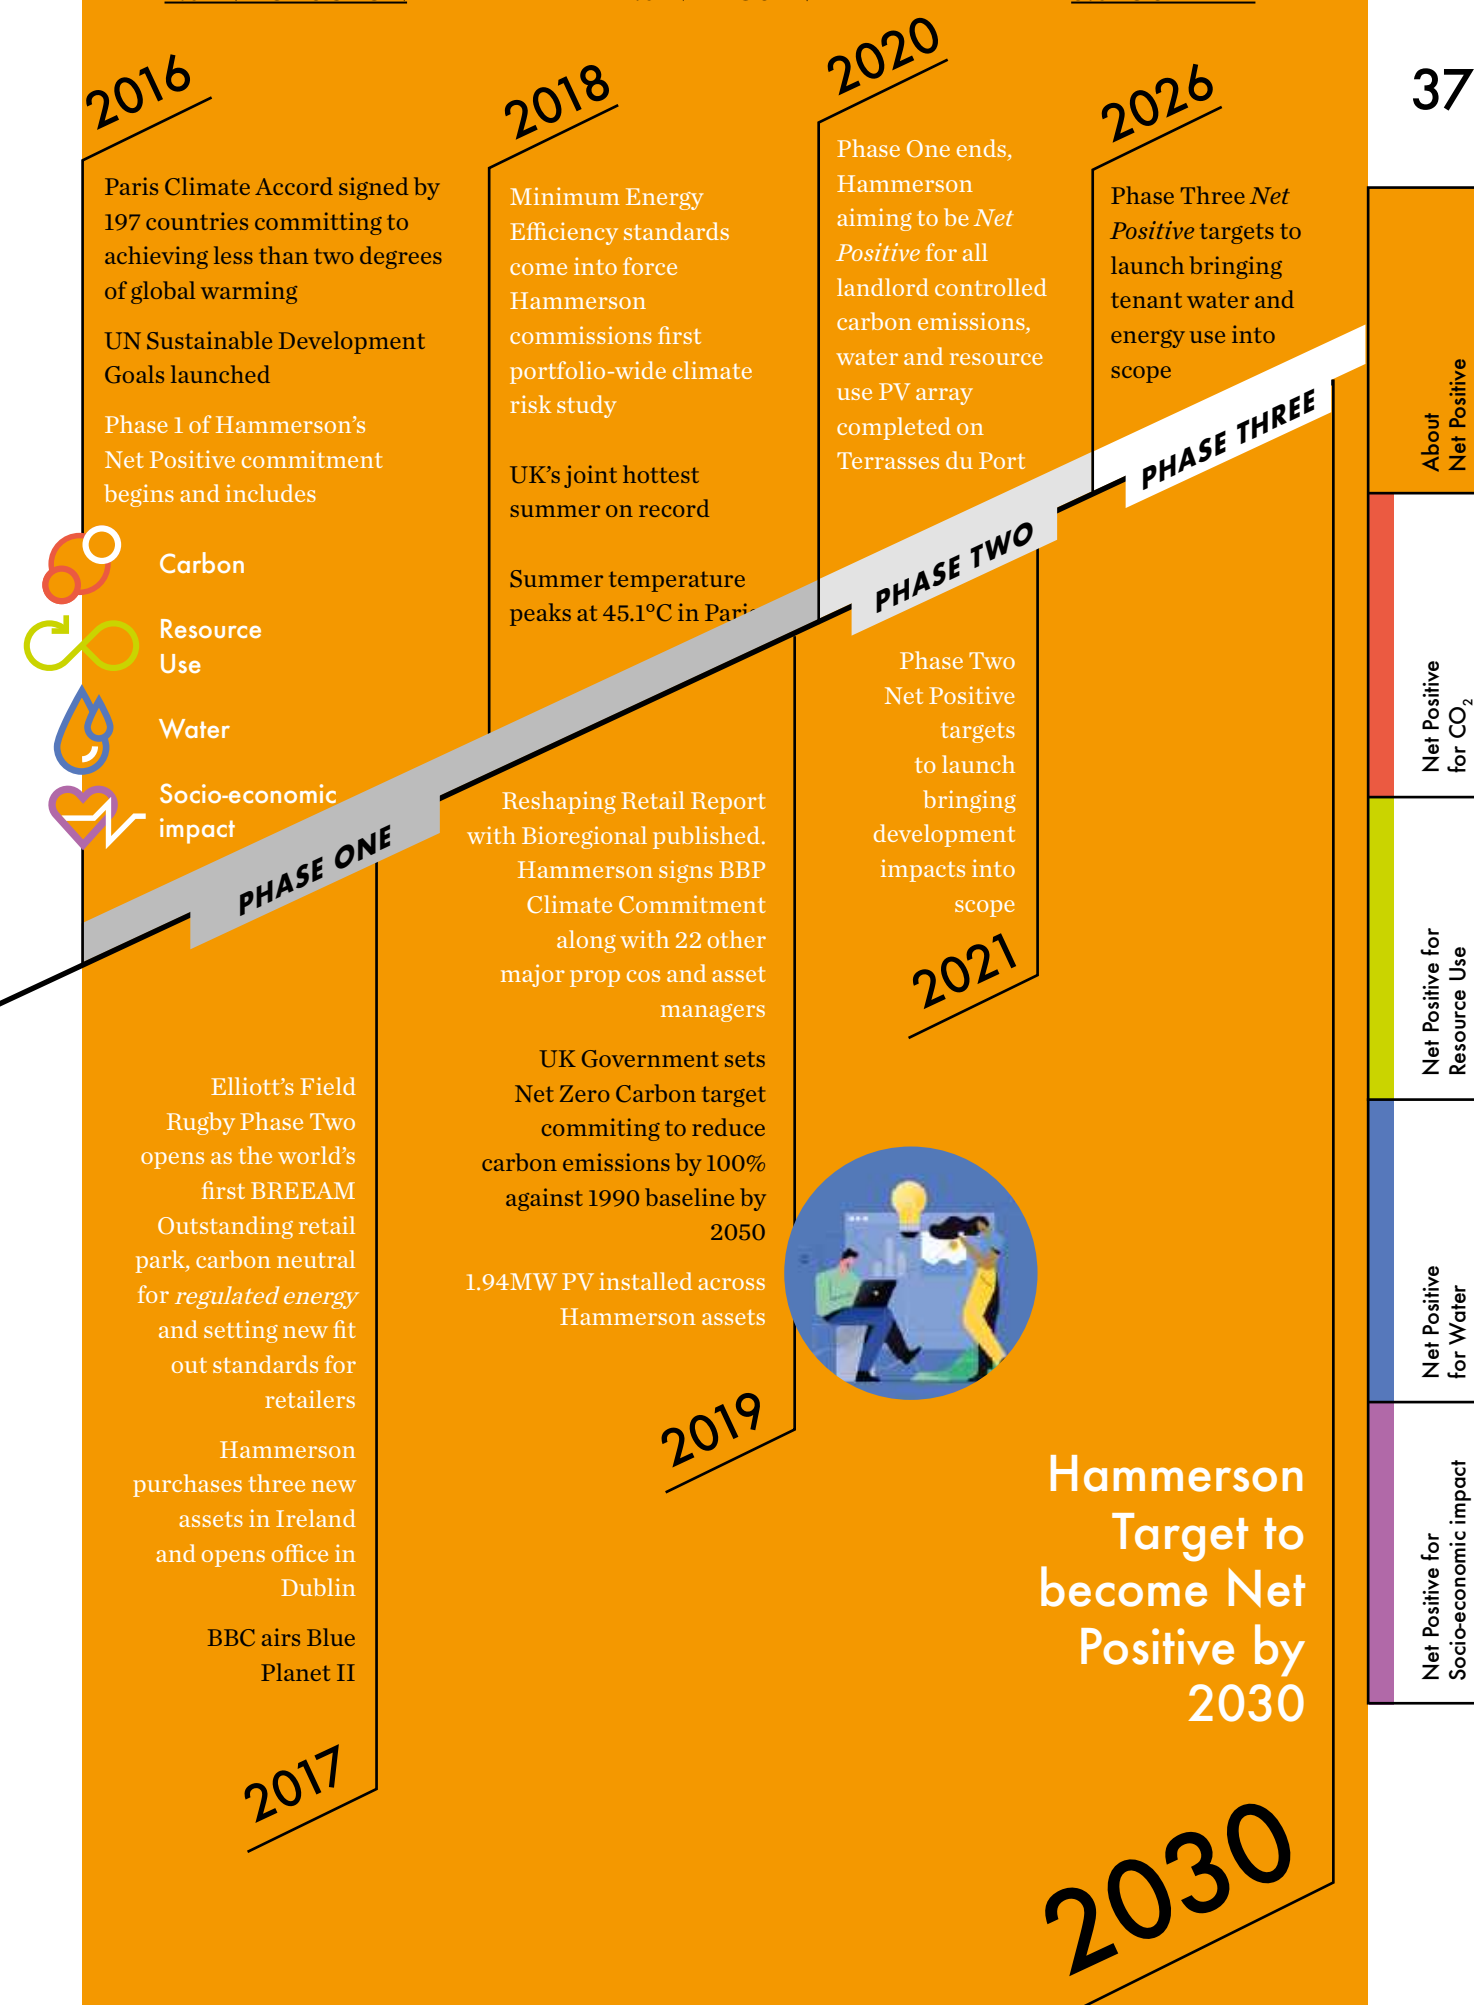 2016
Paris Climate Accord signed by
197 countries committing to
achieving less than two degrees
of global warming
UN Sustainable Development
Goals launched
Phase 1 of Hammerson's
Net Positive commitment
begins and includes
Carbon
Resource
Use
Water
Socio-economic
impact
PHASE ONE
Elliott's Field
Rugby Phase Two
opens as the world's
first BREEAM
Outstanding retail
park, carbon neutral
for regulated energy
and setting new fit
out standards for
retailers
Hammerson
purchases three new
assets in Ireland
and opens office in
Dublin
BBC airs Blue
Planet II
2017
2018
Minimum Energy
Efficiency standards
come into force
Hammerson
commissions first
portfolio-wide climate
risk study
UK's joint hottest
summer on record
Summer temperature
peaks at 45.1ºC in Paris
Reshaping Retail Report
with Bioregional published.
Hammerson signs BBP
Climate Commitment
along with 22 other
major prop cos and asset
managers
UK Government sets
Net Zero Carbon target
commiting to reduce
carbon emissions by 100%
against 1990 baseline by
2050
1.94MW PV installed across
Hammerson assets
2019
2020
Phase One ends,
Hammerson
aiming to be Net
Positive for all
landlord controlled
carbon emissions,
water and resource
use PV array
completed on
Terrasses du Port
PHASE TWO
Phase Two
Net Positive
targets
to launch
bringing
development
impacts into
scope
2021
2026
Phase Three Net
Positive targets to
launch bringing
tenant water and
energy use into
scope
PHASE THREE
Hammerson
Target to
become Net
Positive by
2030
2030
37
About
Net Positive
Net Positive
for CO₂
Net Positive for
Resource Use
Net Positive
for Water
Net Positive for
Socio-economic impact